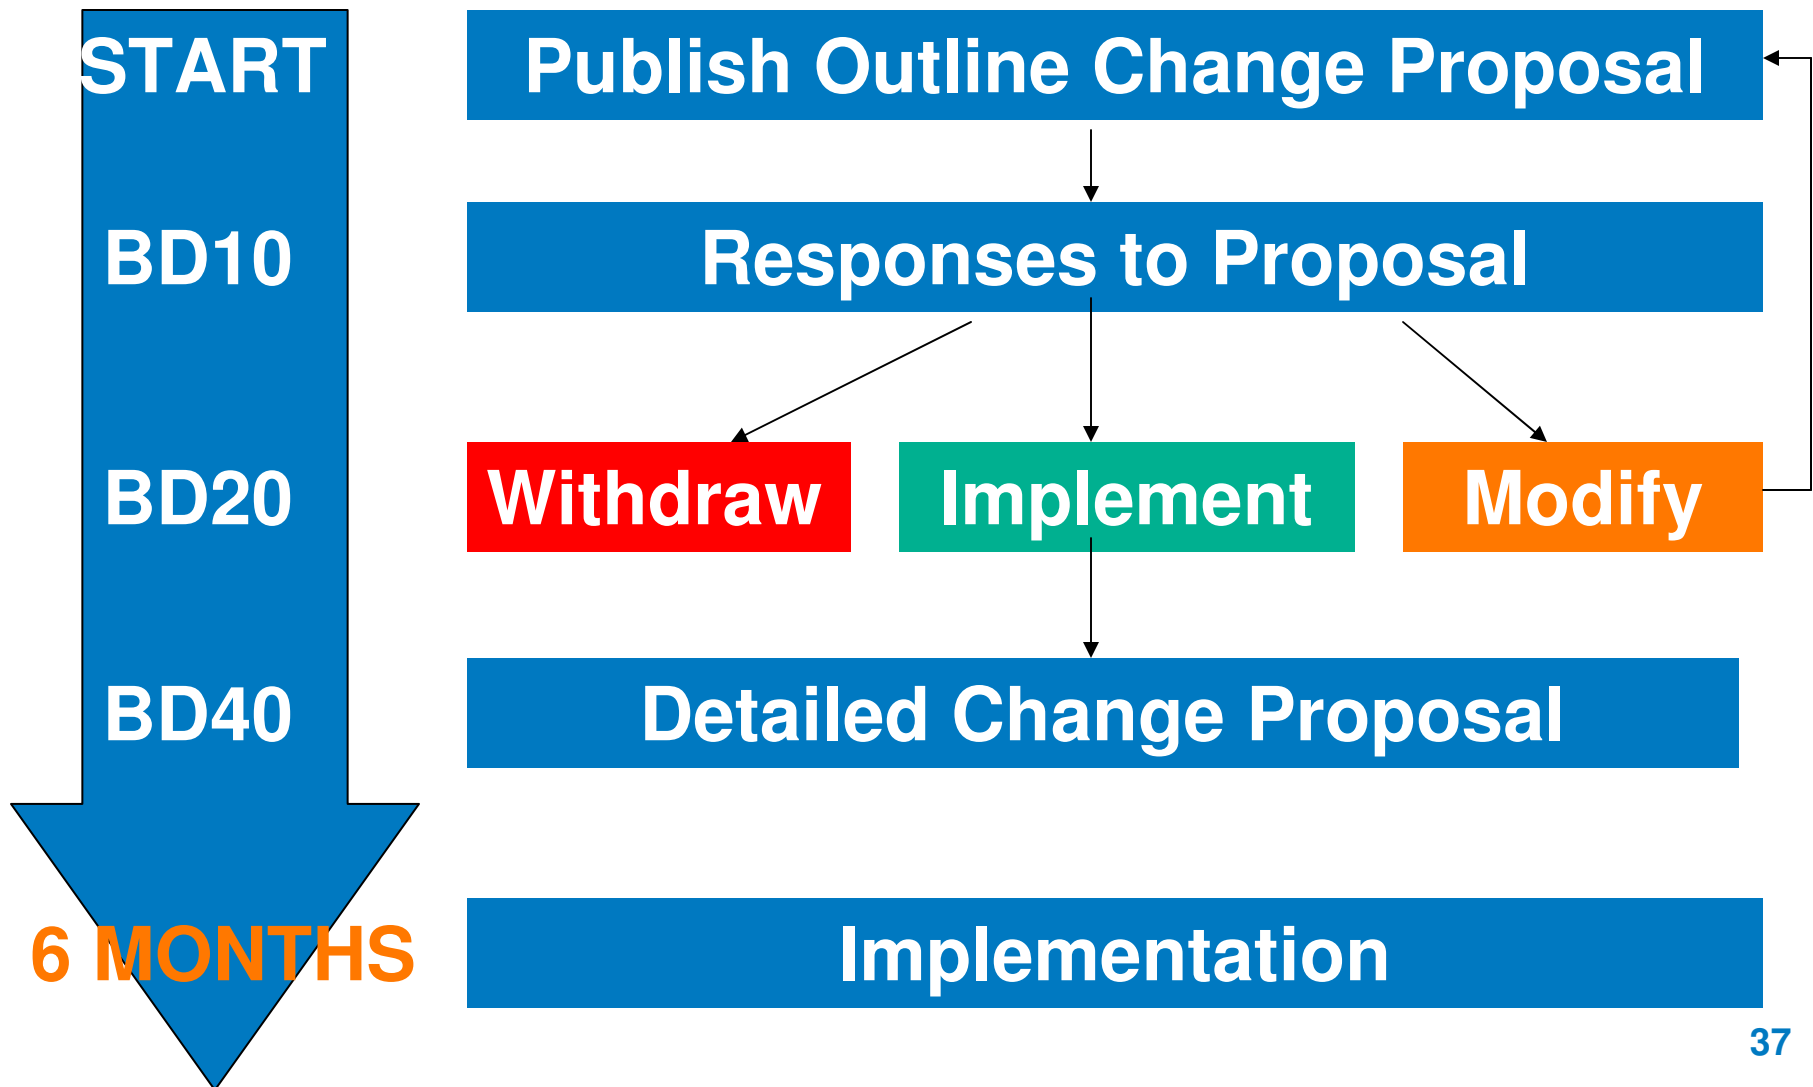 START
Publish Outline Change Proposal
BD10
Responses to Proposal
BD20
Withdraw
Implement
Modify
BD40
Detailed Change Proposal
6 MONTHS
Implementation
37